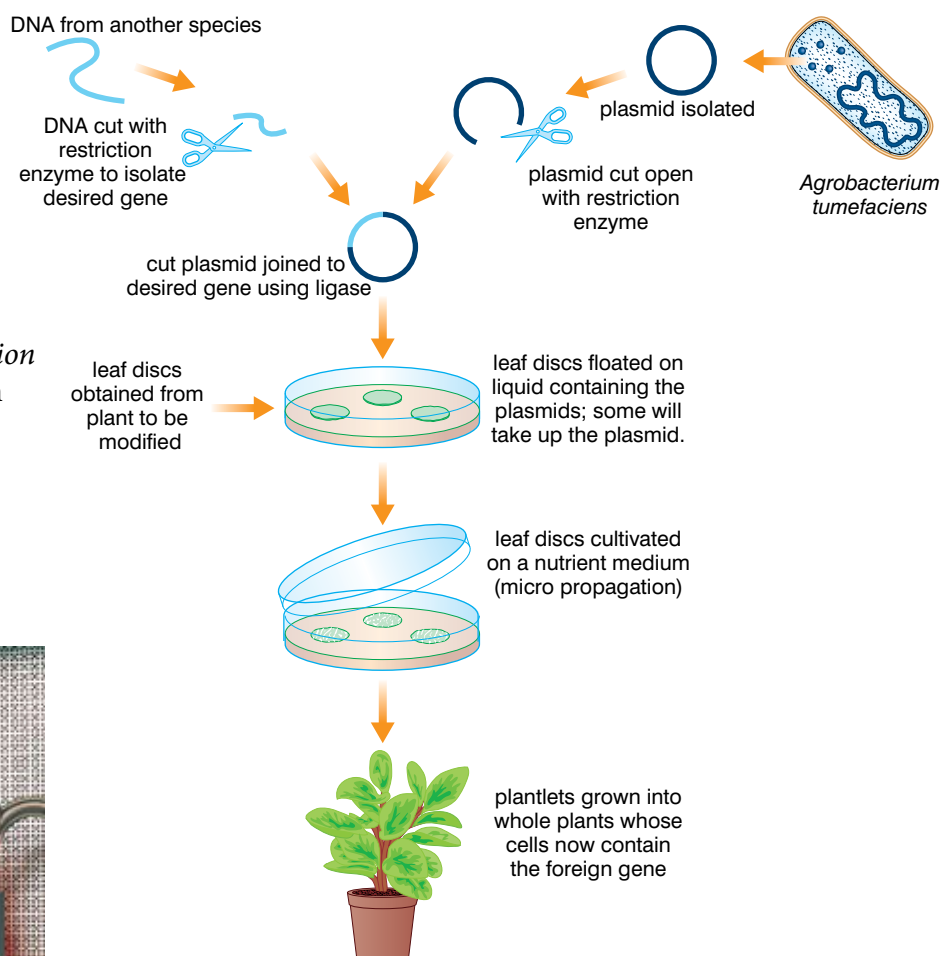 DNA from another species
DNA cut with
restriction
enzyme to isolate
desired gene
plasmid isolated
plasmid cut open
with restriction
enzyme
Agrobacterium
tumefaciens
cut plasmid joined to
desired gene using ligase
leaf discs
obtained from
plant to be
modified
leaf discs floated on
liquid containing the
plasmids; some will
take up the plasmid.
leaf discs cultivated
on a nutrient medium
(micro propagation)
plantlets grown into
whole plants whose
cells now contain
the foreign gene